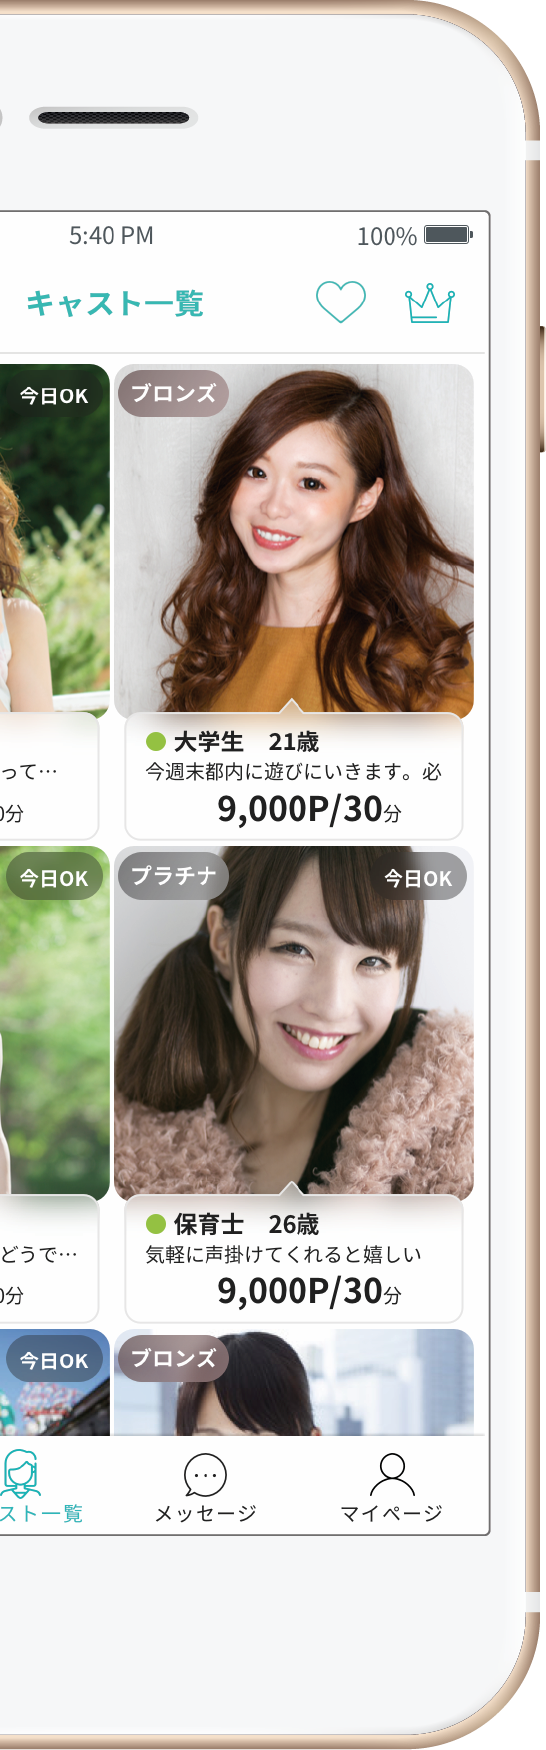 5:40 PM 100%
キャスト一覧
今日OK
ブロンズ
大学生 21歳
って… 今週末都内に遊びにいきます。必
0分 9,000P/30分
今日OK
プラチナ 今日OK
保育士 26歳
どうで… 気軽に声掛けてくれると嬉しい
0分 9,000P/30分
今日OK
ブロンズ
スト一覧 メッセージ マイページ